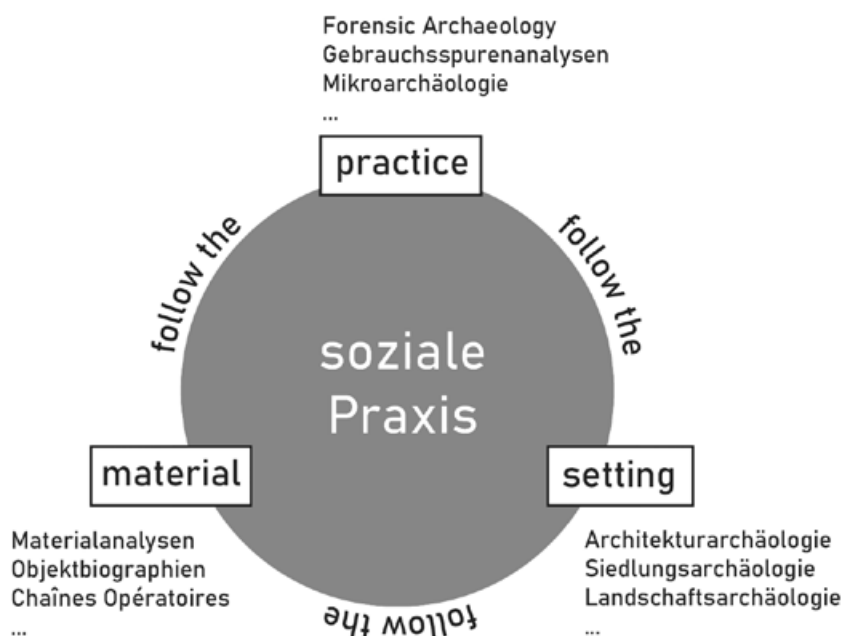 Forensic Archaeology
Gebrauchsspurenanalysen
Mikroarchäologie
...
practice
follow the
follow the
soziale
Praxis
material
setting
Materialanalysen
Objektbiographien
Chaînes Opératoires
...
Architekturarchäologie
Siedlungsarchäologie
Landschaftsarchäologie
...
follow the